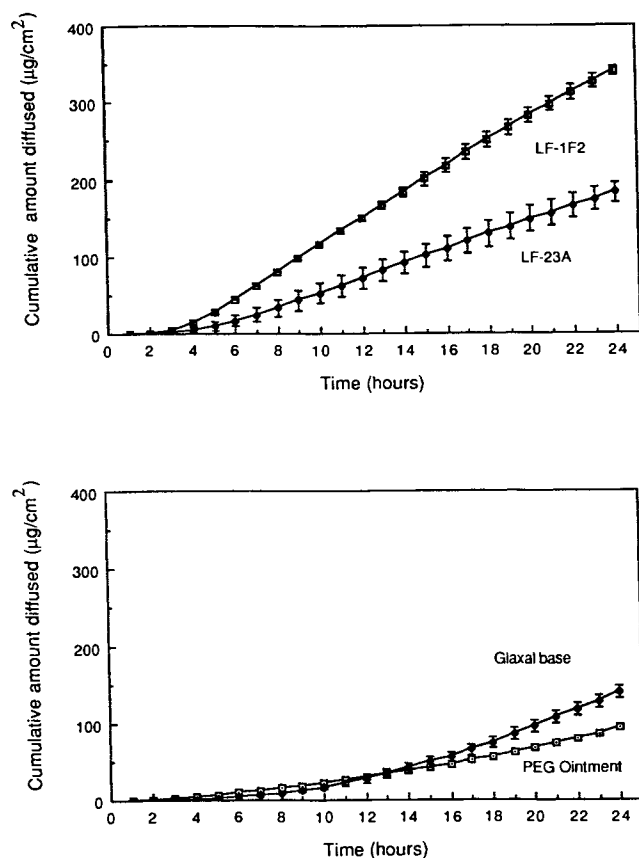 Cumulative amount diffused (µg/cm²)
400
300
200
100
0
LF-1F2
LF-23A
0 2 4 6 8 10 12 14 16 18 20 22 24
Time (hours)
Cumulative amount diffused (µg/cm²)
400
300
200
100
0
Glaxal base
PEG Ointment
0 2 4 6 8 10 12 14 16 18 20 22 24
Time (hours)